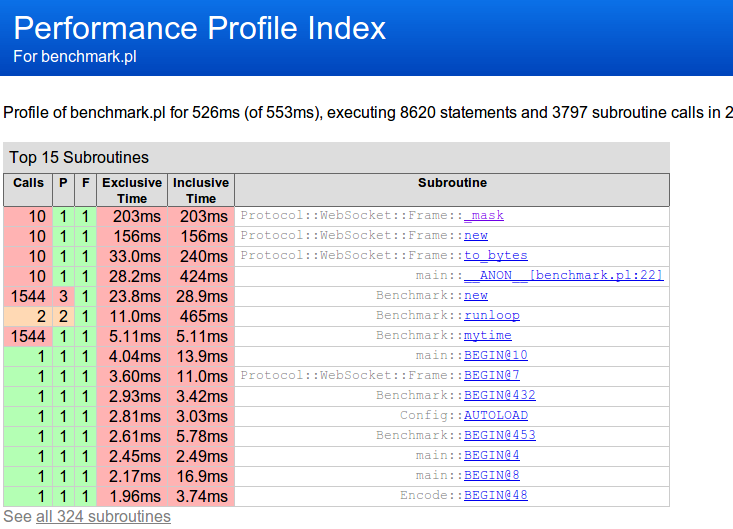 Performance Profile Index
For benchmark.pl
Profile of benchmark.pl for 526ms (of 553ms), executing 8620 statements and 3797 subroutine calls in 2
Top 15 Subroutines
Calls P F Exclusive Time Inclusive Time Subroutine
10 1 1 203ms 203ms Protocol::WebSocket::Frame::_mask
10 1 1 156ms 156ms Protocol::WebSocket::Frame::new
10 1 1 33.0ms 240ms Protocol::WebSocket::Frame::to_bytes
10 1 1 28.2ms 424ms main::__ANON__[benchmark.pl:22]
1544 3 1 23.8ms 28.9ms Benchmark::new
2 2 1 11.0ms 465ms Benchmark::runloop
1544 1 1 5.11ms 5.11ms Benchmark::mytime
1 1 1 4.04ms 13.9ms main::BEGIN@10
1 1 1 3.60ms 11.0ms Protocol::WebSocket::Frame::BEGIN@7
1 1 1 2.93ms 3.42ms Benchmark::BEGIN@432
1 1 1 2.81ms 3.03ms Config::AUTOLOAD
1 1 1 2.61ms 5.78ms Benchmark::BEGIN@453
1 1 1 2.45ms 2.49ms main::BEGIN@4
1 1 1 2.17ms 16.9ms main::BEGIN@8
1 1 1 1.96ms 3.74ms Encode::BEGIN@48
See all 324 subroutines